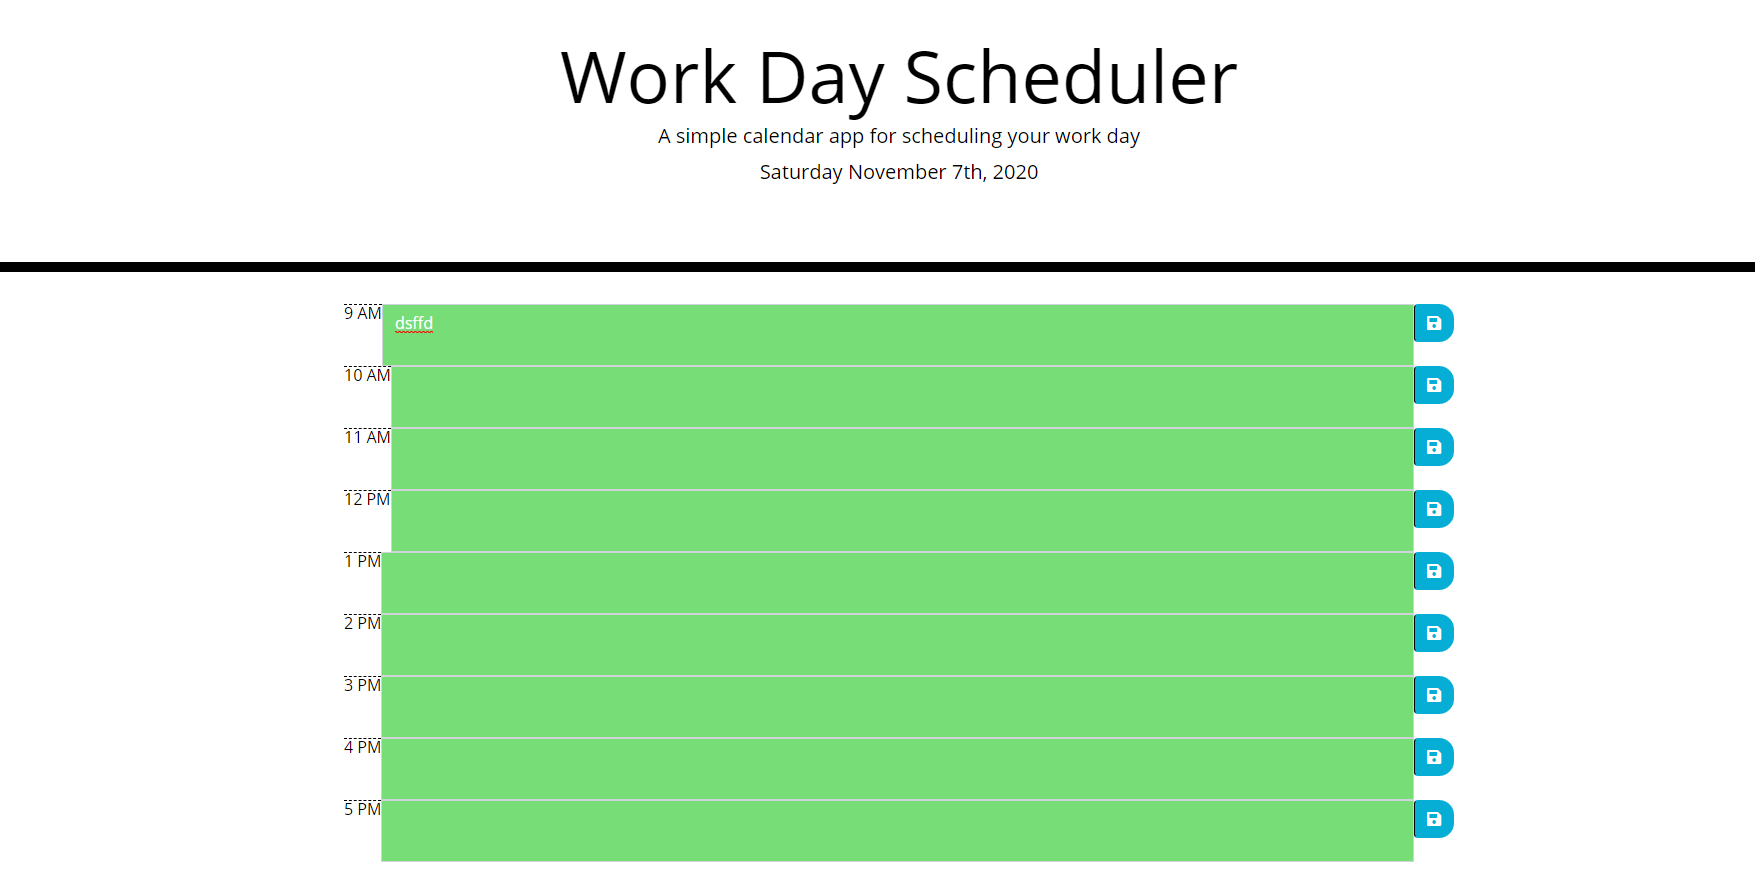 Work Day Scheduler
A simple calendar app for scheduling your work day
Saturday November 7th, 2020
9 AM dsffd
10 AM
11 AM
12 PM
1 PM
2 PM
3 PM
4 PM
5 PM